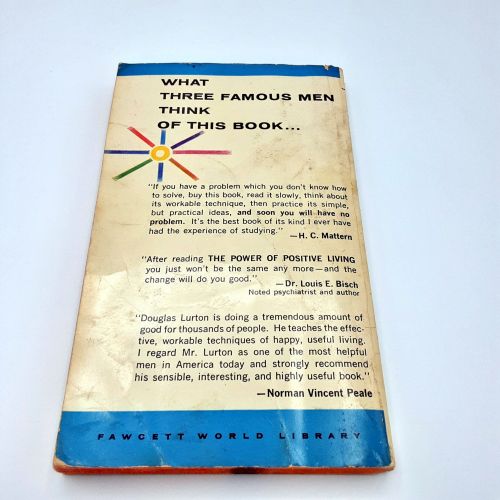 WHAT
THREE FAMOUS MEN
THINK
OF THIS BOOK...
"If you have a problem which you don't know how
to solve, buy this book, read it slowly, think about
its workable technique, then practice its simple,
but practical ideas, and soon you will have no
problem. It's the best book of its kind I ever have
had the experience of studying."
—H. C. Mattern
"After reading THE POWER OF POSITIVE LIVING
you just won't be the same any more—and the
change will do you good."
—Dr. Louis E. Bisch
Noted psychiatrist and author
"Douglas Lurton is doing a tremendous amount of
good for thousands of people. He teaches the effec-
tive, workable techniques of happy, useful living.
I regard Mr. Lurton as one of the most helpful
men in America today and strongly recommend
his sensible, interesting, and highly useful book."
—Norman Vincent Peale
FAWCETT WORLD LIBRARY